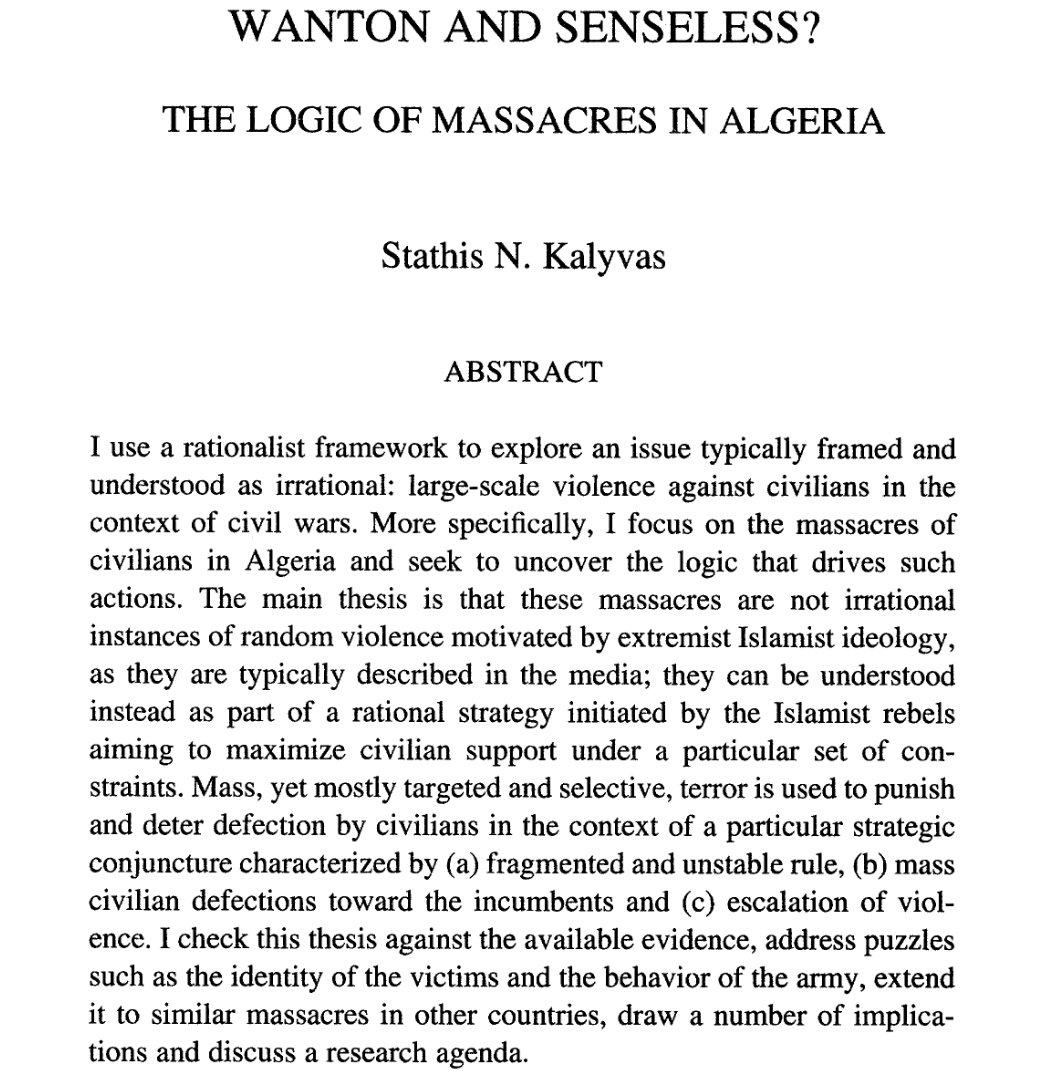 WANTON AND SENSELESS?
THE LOGIC OF MASSACRES IN ALGERIA
Stathis N. Kalyvas
ABSTRACT
I use a rationalist framework to explore an issue typically framed and
understood as irrational: large-scale violence against civilians in the
context of civil wars. More specifically, I focus on the massacres of
civilians in Algeria and seek to uncover the logic that drives such
actions. The main thesis is that these massacres are not irrational
instances of random violence motivated by extremist Islamist ideology,
as they are typically described in the media; they can be understood
instead as part of a rational strategy initiated by the Islamist rebels
aiming to maximize civilian support under a particular set of con-
straints. Mass, yet mostly targeted and selective, terror is used to punish
and deter defection by civilians in the context of a particular strategic
conjuncture characterized by (a) fragmented and unstable rule, (b) mass
civilian defections toward the incumbents and (c) escalation of viol-
ence. I check this thesis against the available evidence, address puzzles
such as the identity of the victims and the behavior of the army, extend
it to similar massacres in other countries, draw a number of implica-
tions and discuss a research agenda.